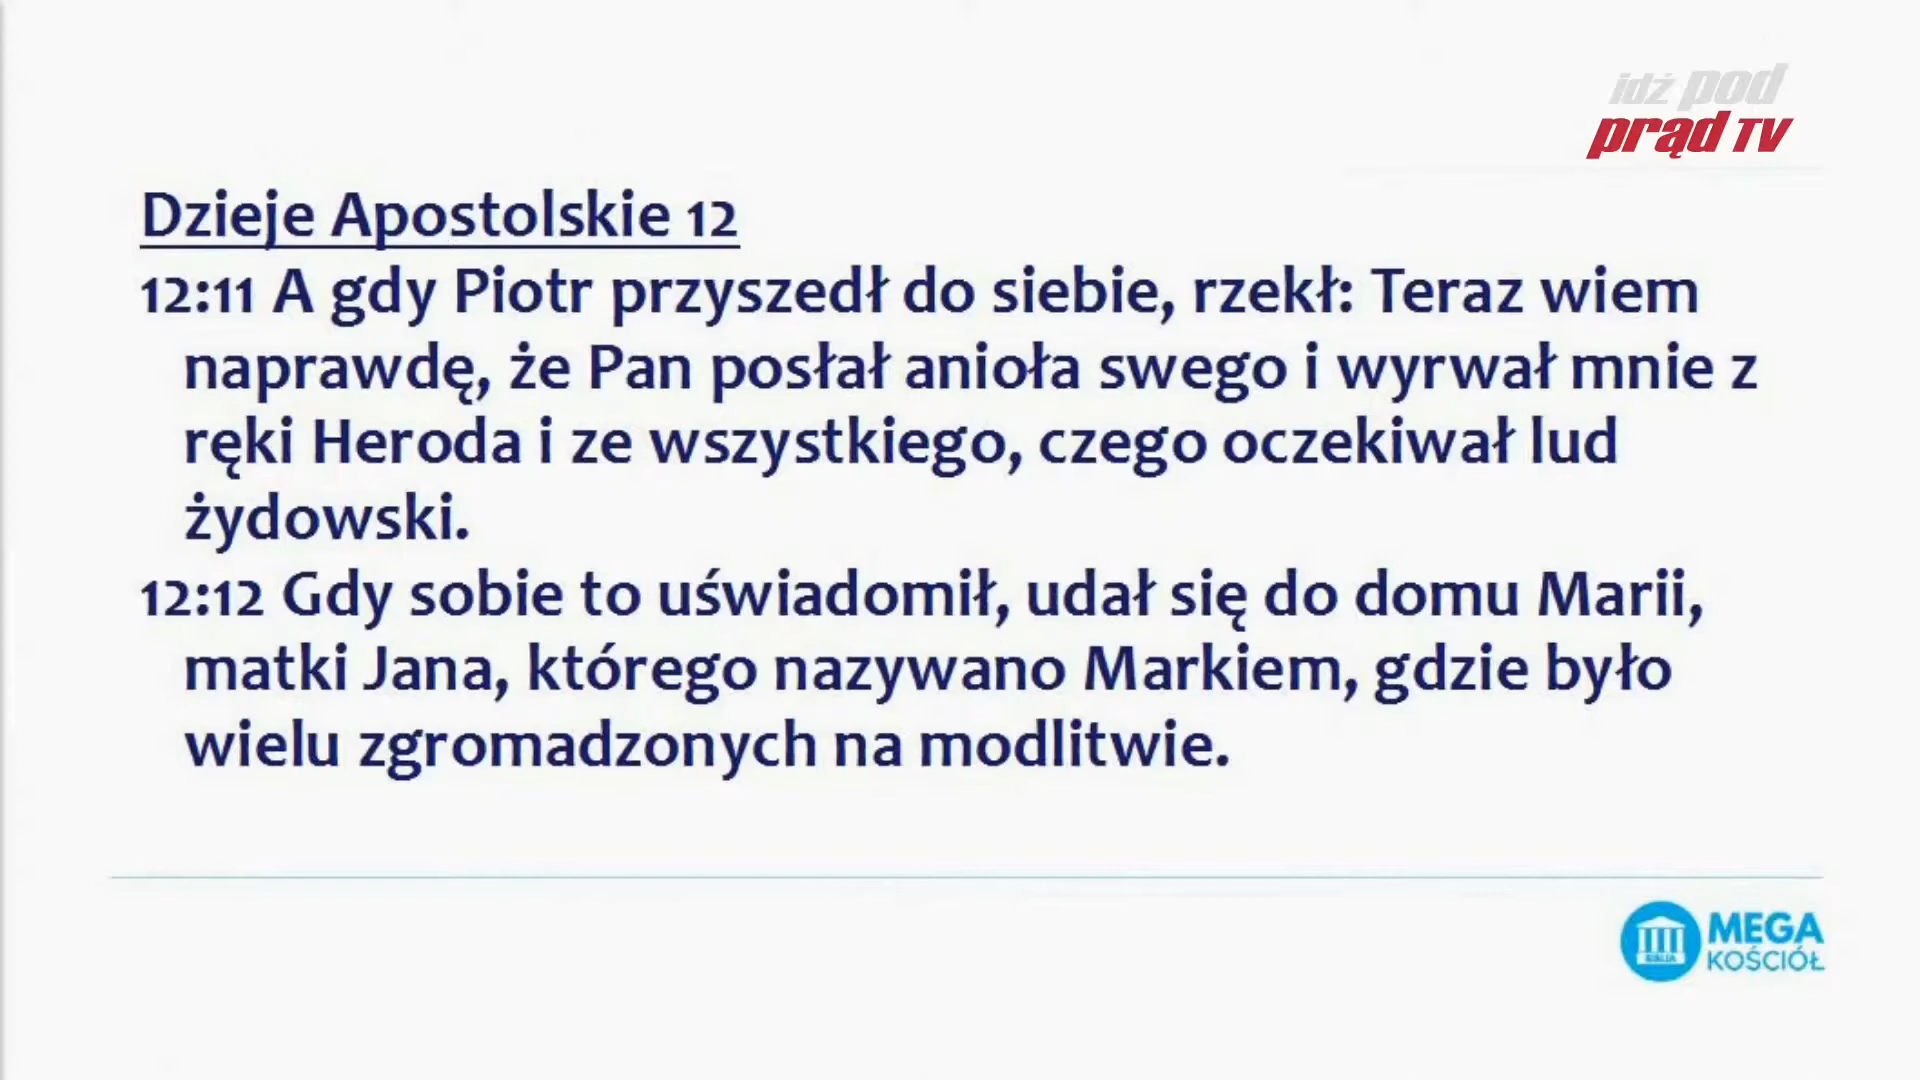 idź pod
prąd TV
Dzieje Apostolskie 12
12:11 A gdy Piotr przyszedł do siebie, rzekł: Teraz wiem
naprawdę, że Pan posłał anioła swego i wyrwał mnie z
ręki Heroda i ze wszystkiego, czego oczekiwał lud
żydowski.
12:12 Gdy sobie to uświadomił, udał się do domu Marii,
matki Jana, którego nazywano Markiem, gdzie było
wielu zgromadzonych na modlitwie.
BIBLIA
MEGA
KOŚCIÓŁ